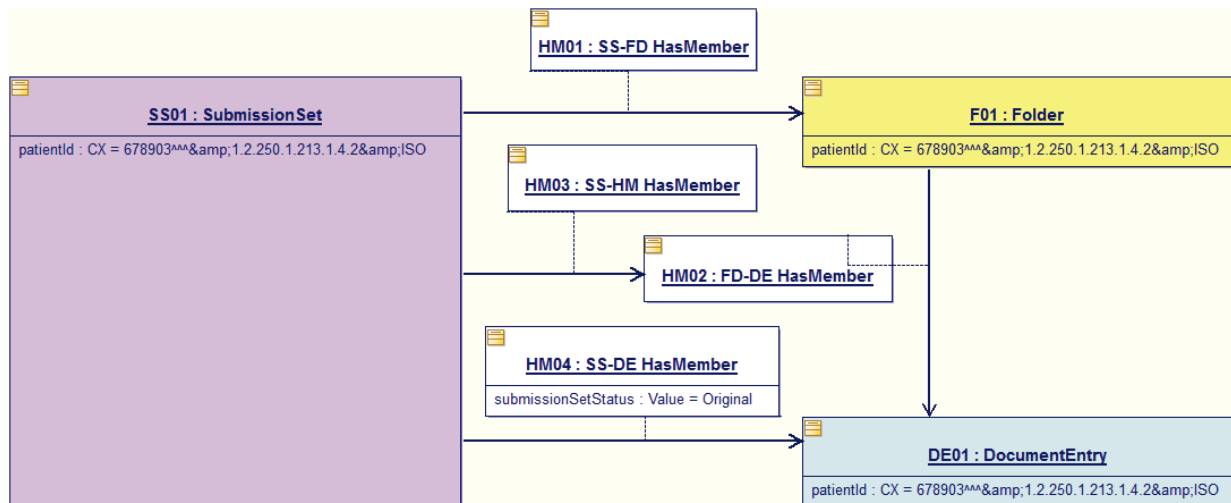 HM01 : SS-FD HasMember
SS01 : SubmissionSet
patientId : CX = 678903^^^&amp;1.2.250.1.213.1.4.2&amp;ISO
F01 : Folder
patientId : CX = 678903^^^&amp;1.2.250.1.213.1.4.2&amp;ISO
HM03 : SS-HM HasMember
HM02 : FD-DE HasMember
HM04 : SS-DE HasMember
submissionSetStatus : Value = Original
DE01 : DocumentEntry
patientId : CX = 678903^^^&amp;1.2.250.1.213.1.4.2&amp;ISO